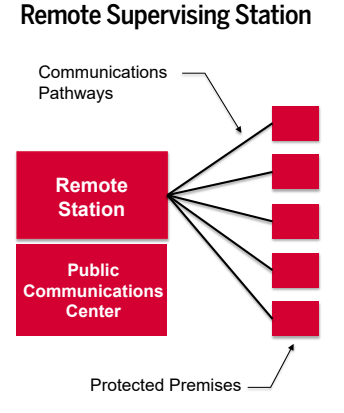 Remote Supervising Station
Communications
Pathways
Remote
Station
Public
Communications
Center
Protected Premises